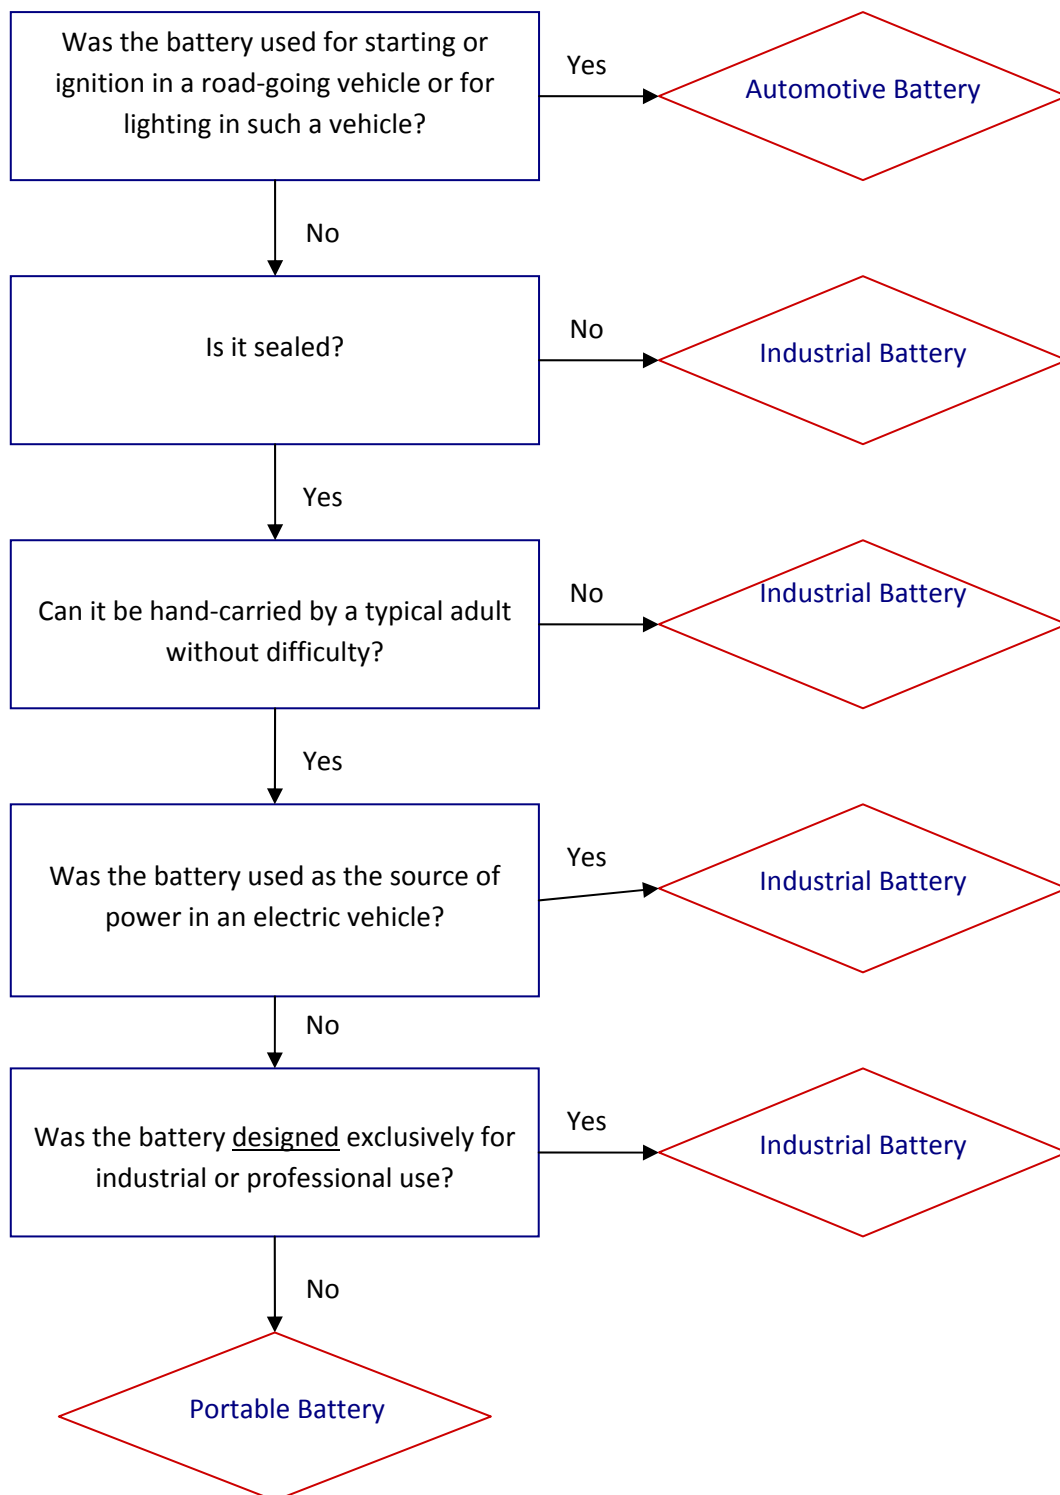 Was the battery used for starting or
ignition in a road-going vehicle or for
lighting in such a vehicle?
Yes
Automotive Battery
No
Is it sealed?
No
Industrial Battery
Yes
Can it be hand-carried by a typical adult
without difficulty?
No
Industrial Battery
Yes
Was the battery used as the source of
power in an electric vehicle?
Yes
Industrial Battery
No
Was the battery designed exclusively for
industrial or professional use?
Yes
Industrial Battery
No
Portable Battery